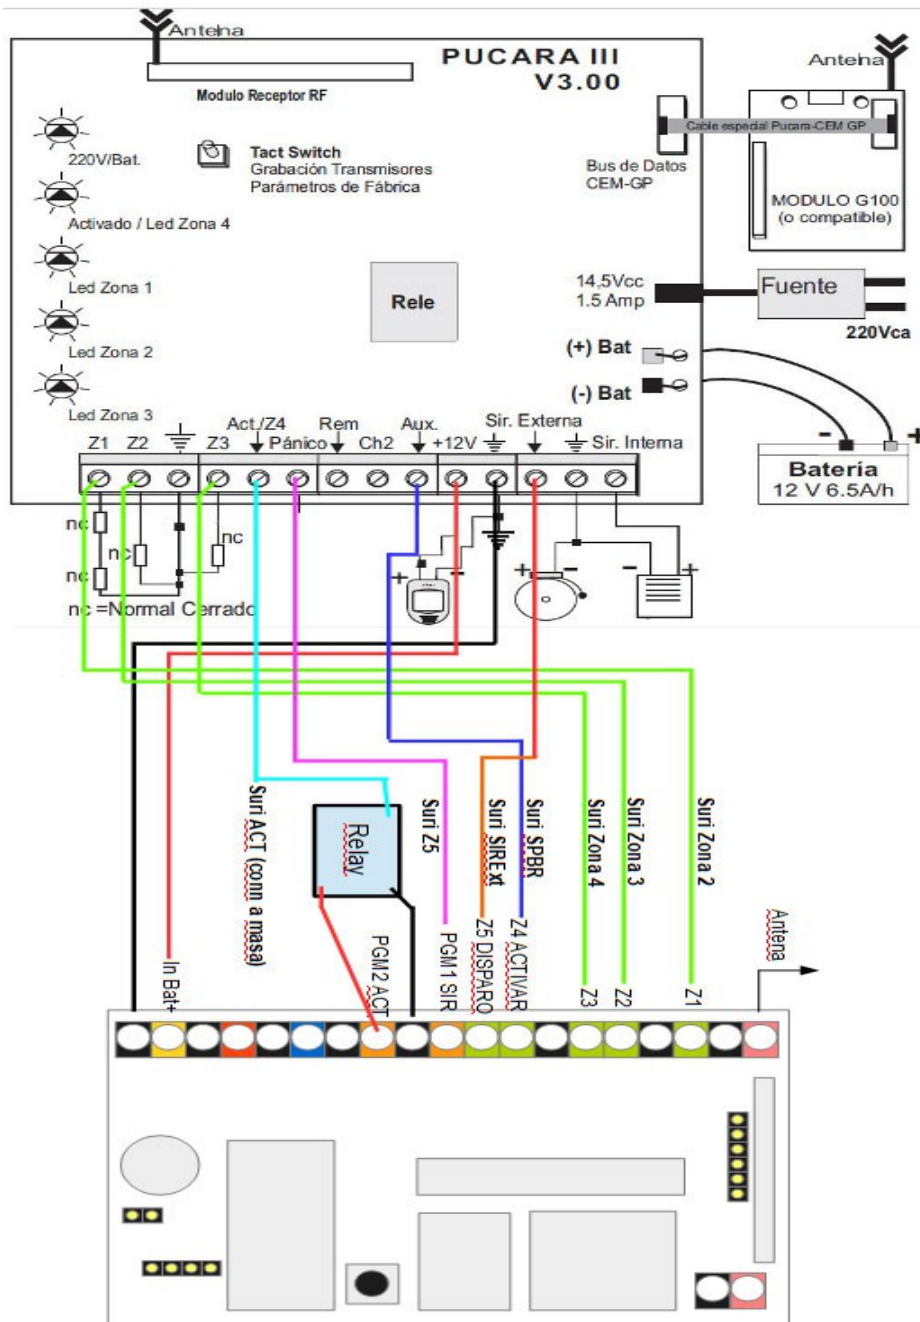 Antena
PUCARA III
V3.00
Antena
Modulo Receptor RF
Cable especial Pucara-CEM GP
220V/Bat.
Tact Switch
Grabación Transmisores
Parámetros de Fábrica
Bus de Datos
CEM-GP
MODULO G100
(o compatible)
Activado / Led Zona 4
Led Zona 1
Rele
14,5Vcc
1.5 Amp
Fuente
220Vca
Led Zona 2
(+) Bat
(-) Bat
Led Zona 3
Z1
Z2
Z3
Act./Z4
Pánico
Rem
Ch2
Aux.
+12V
Sir. Externa
Sir. Interna
-
+
Batería
12 V 6.5A/h
nc
nc
nc
nc
+
-
+
-
-
+
nc =Normal Cerrado
Relay
Suri ACT (conn a masa)
Suri Z5
Suri SIRExt
Suri SPBR
Suri Zona 4
Suri Zona 3
Suri Zona 2
Antena
In Bat+
PGM2 ACT
PGM1 SIR
Z5 DISPARO
Z4 ACTIVAR
Z3
Z2
Z1